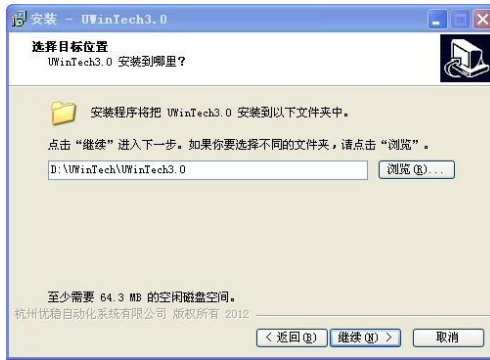 安装 - UWinTech3.0
选择目标位置
UWinTech3.0 安装到哪里？
安装程序将把 UWinTech3.0 安装到以下文件夹中。
点击“继续”进入下一步。如果你要选择不同的文件夹，请点击“浏览”。
D:\UWinTech\UWinTech3.0
浏览(R)...
至少需要 64.3 MB 的空闲磁盘空间。
杭州优稳自动化系统有限公司 版权所有 2012
< 返回(B)
继续(N) >
取消